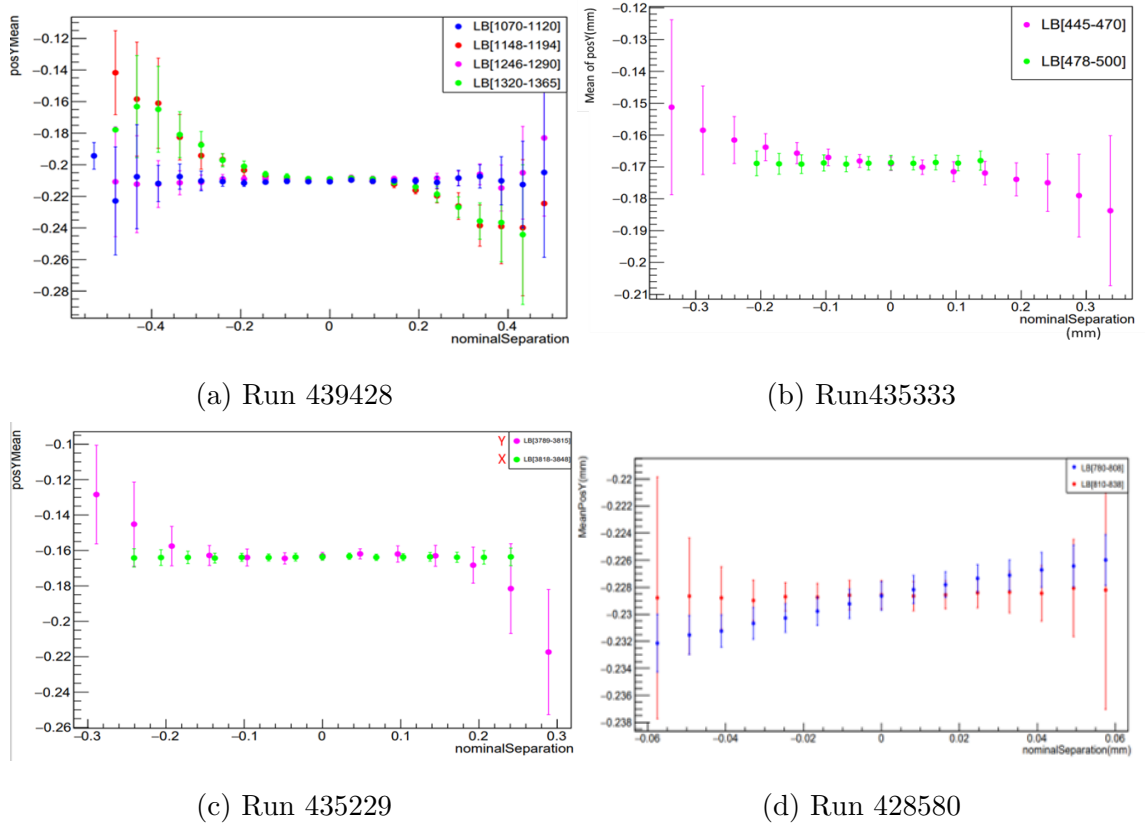 posYMean
−0.12
−0.14
−0.16
−0.18
−0.2
−0.22
−0.24
−0.26
−0.28
LB[1070-1120]
LB[1148-1194]
LB[1246-1290]
LB[1320-1365]
−0.4
−0.2
0
0.2
0.4
nominalSeparation
(a) Run 439428
Mean of posY(mm)
−0.12
−0.13
−0.14
−0.15
−0.16
−0.17
−0.18
−0.19
−0.2
−0.21
LB[445-470]
LB[478-500]
−0.3
−0.2
−0.1
0
0.1
0.2
0.3
nominalSeparation
(mm)
(b) Run435333
posYMean
−0.1
−0.12
−0.14
−0.16
−0.18
−0.2
−0.22
−0.24
−0.26
Y LB[3789-3815]
X LB[3818-3848]
−0.3
−0.2
−0.1
0
0.1
0.2
0.3
nominalSeparation
(c) Run 435229
MeanPosY(mm)
−0.22
−0.222
−0.224
−0.226
−0.228
−0.23
−0.232
−0.234
−0.236
−0.238
LB[780-808]
LB[810-838]
−0.06
−0.04
−0.02
0
0.02
0.04
0.06
nominalSeparation(mm)
(d) Run 428580